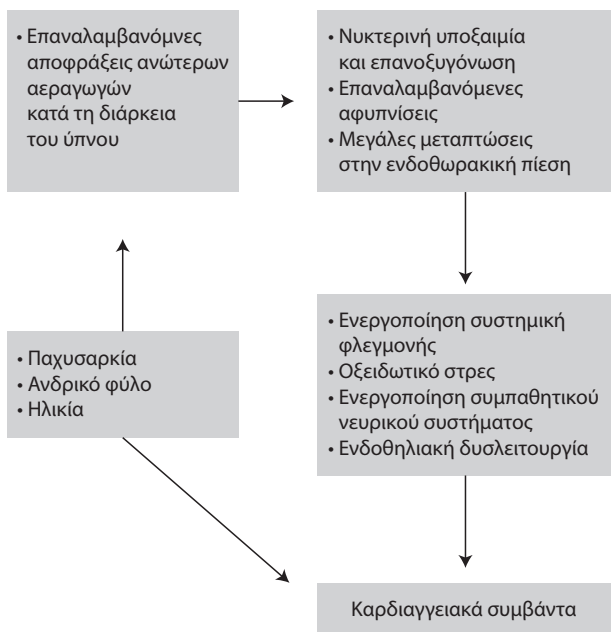 • Επαναλαμβανόμνες
αποφράξεις ανώτερων
αεραγωγών
κατά τη διάρκεια
του ύπνου
• Νυκτερινή υποξαιμία
και επανοξυγόνωση
• Επαναλαμβανόμενες
αφυπνίσεις
• Μεγάλες μεταπτώσεις
στην ενδοθωρακική πίεση
• Παχυσαρκία
• Ανδρικό φύλο
• Ηλικία
• Ενεργοποίηση συστημική
φλεγμονής
• Οξειδωτικό στρες
• Ενεργοποίηση συμπαθητικού
νευρικού συστήματος
• Ενδοθηλιακή δυσλειτουργία
Καρδιαγγειακά συμβάντα